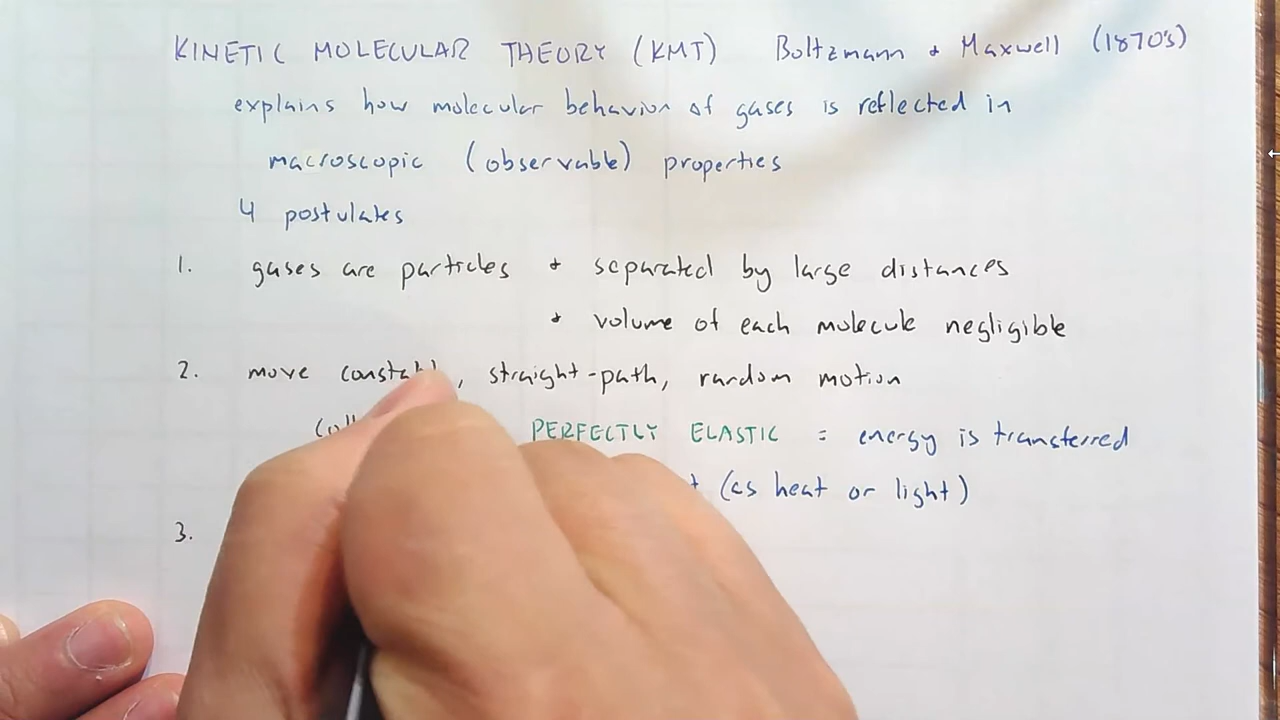 KINETIC MOLECULAR THEORY (KMT) Boltzmann + Maxwell (1870's)
explains how molecular behavior of gases is reflected in
macroscopic (observable) properties
4 postulates
1. gases are particles + separated by large distances
+ volume of each molecule negligible
2. move , straight-path, random motion
PERFECTLY ELASTIC = energy is transferred
(as heat or light)
3.